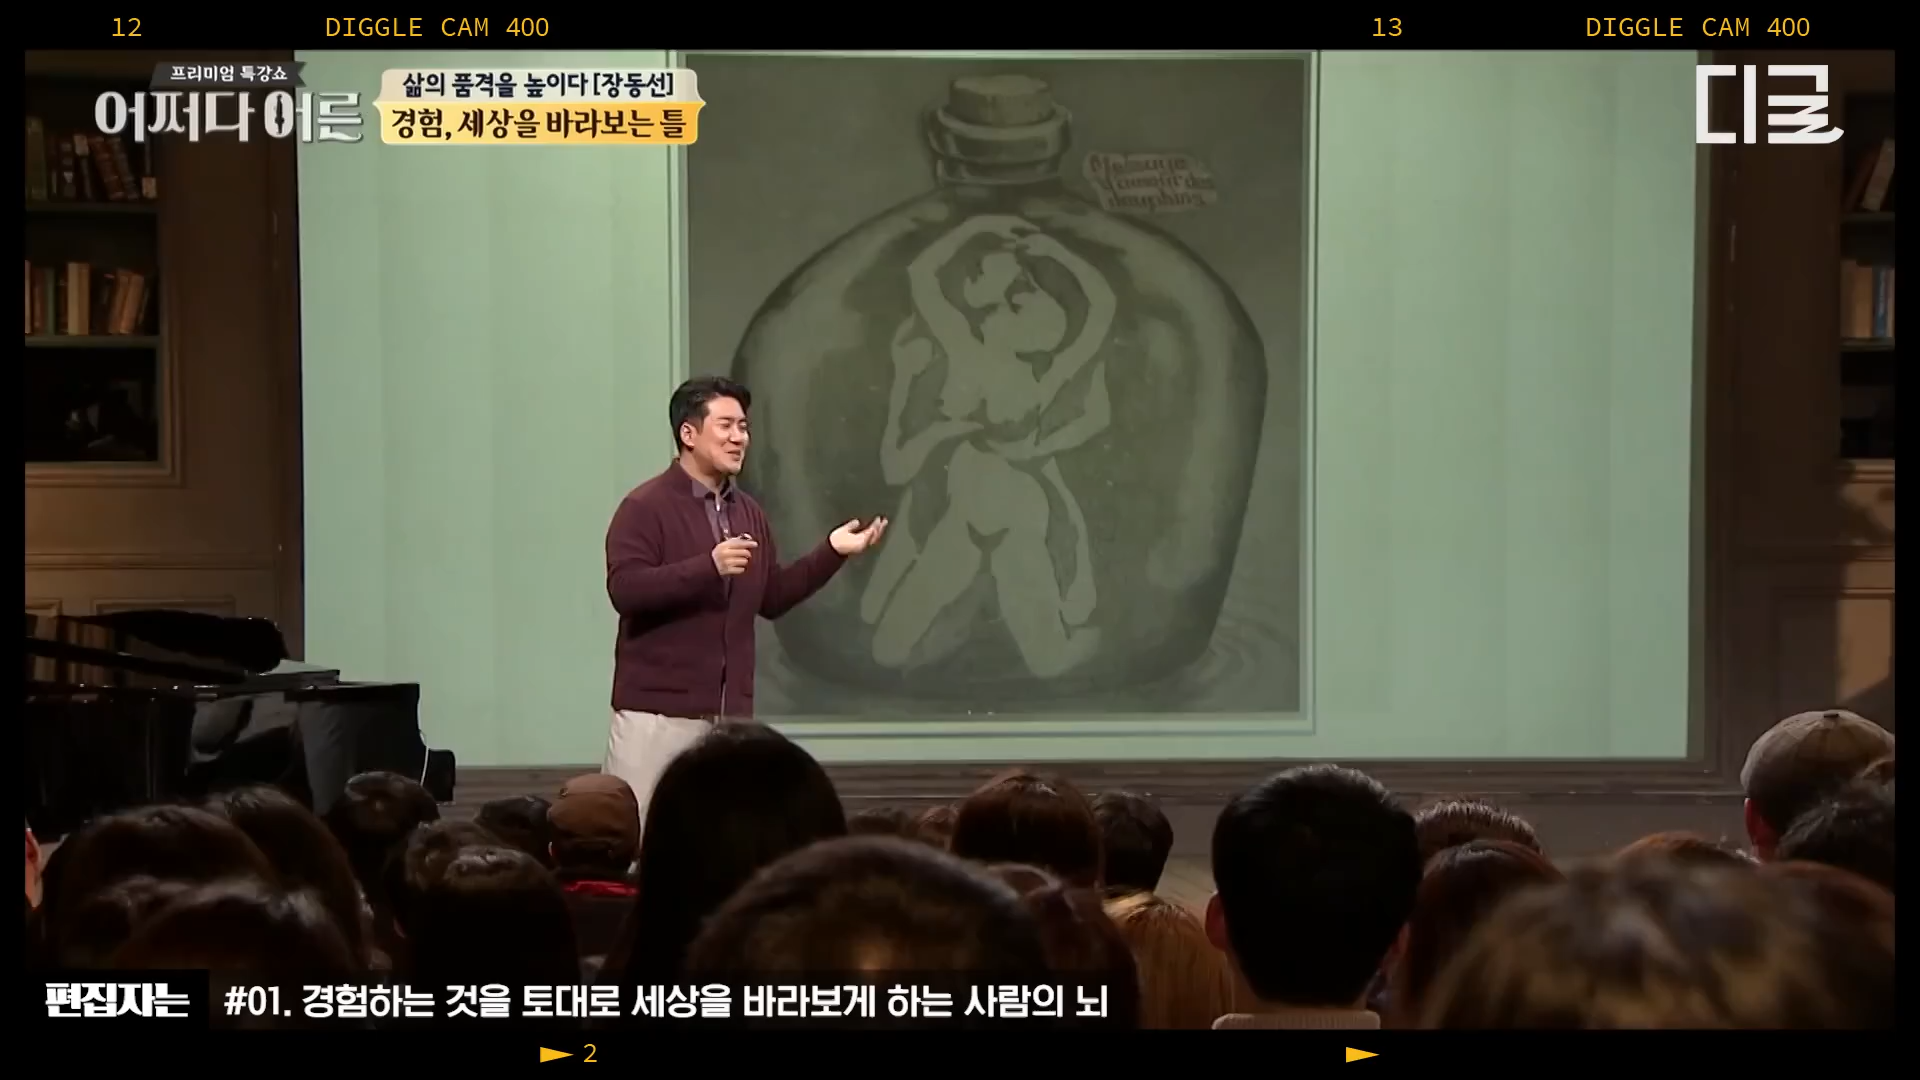 12 DIGGLE CAM 400 13 DIGGLE CAM 400
프리미엄 특강쇼
어쩌다 어른
삶의 품격을 높이다 [장동선]
경험, 세상을 바라보는 틀
디글
des
dauphins
편집자는 #01. 경험하는 것을 토대로 세상을 바라보게 하는 사람의 뇌
2